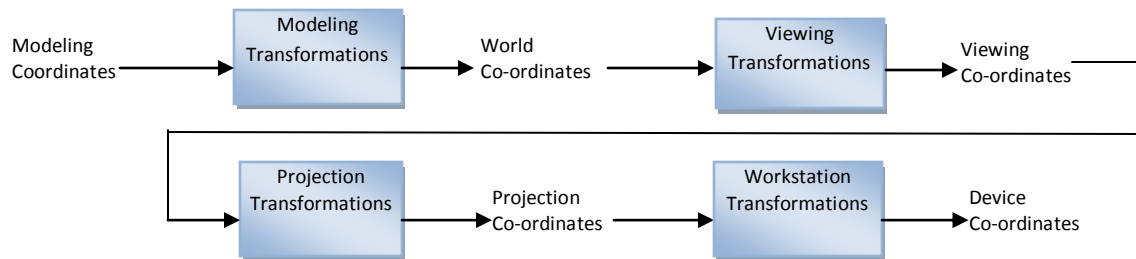 Modeling
Coordinates
Modeling
Transformations
World
Co-ordinates
Viewing
Transformations
Viewing
Co-ordinates
Projection
Transformations
Projection
Co-ordinates
Workstation
Transformations
Device
Co-ordinates